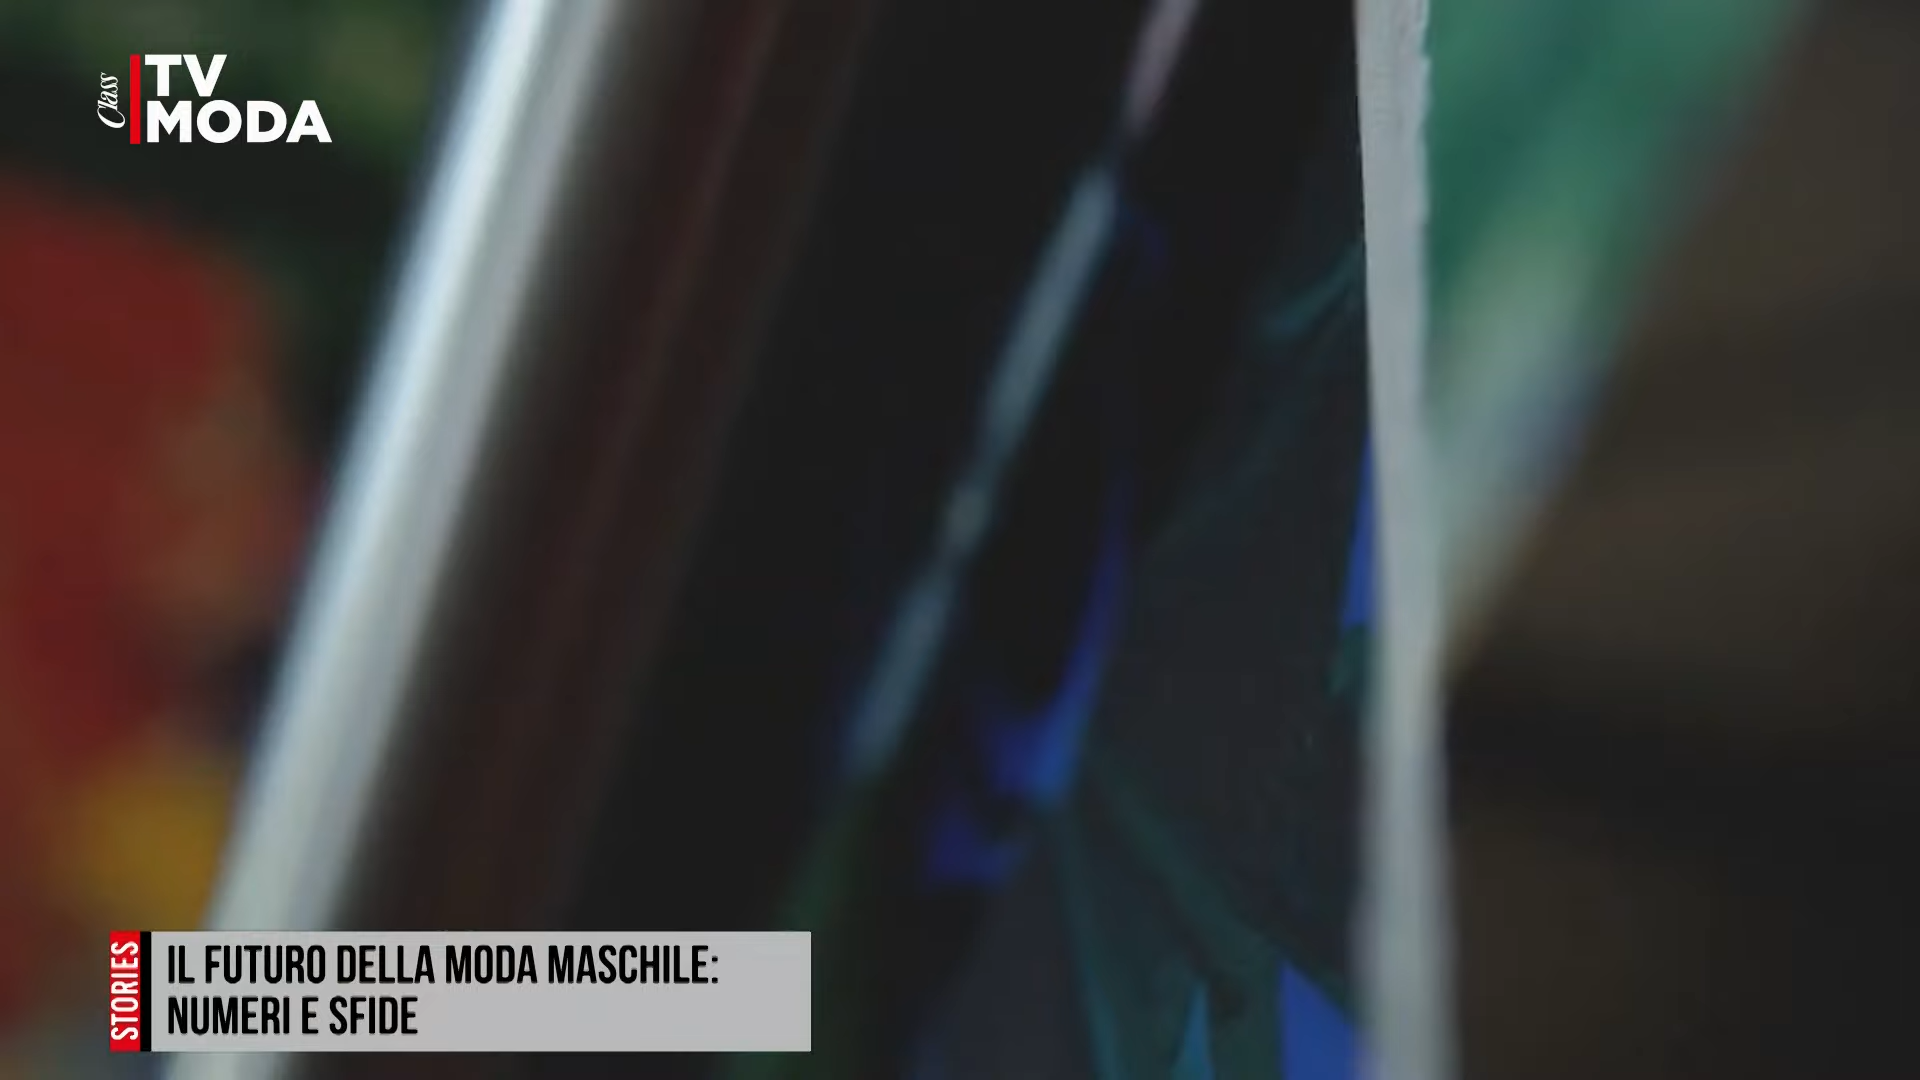 Class
TV
MODA
STORIES
IL FUTURO DELLA MODA MASCHILE:
NUMERI E SFIDE